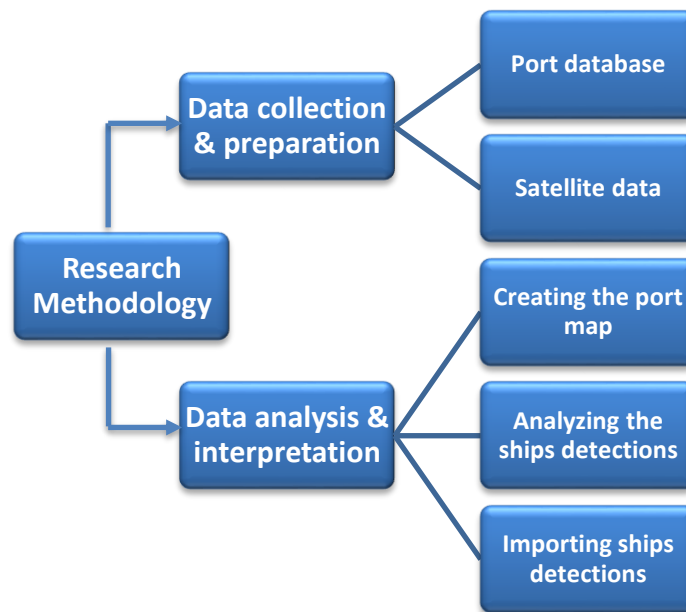 Research
Methodology
Data collection
& preparation
Port database
Satellite data
Data analysis &
interpretation
Creating the port
map
Analyzing the
ships detections
Importing ships
detections